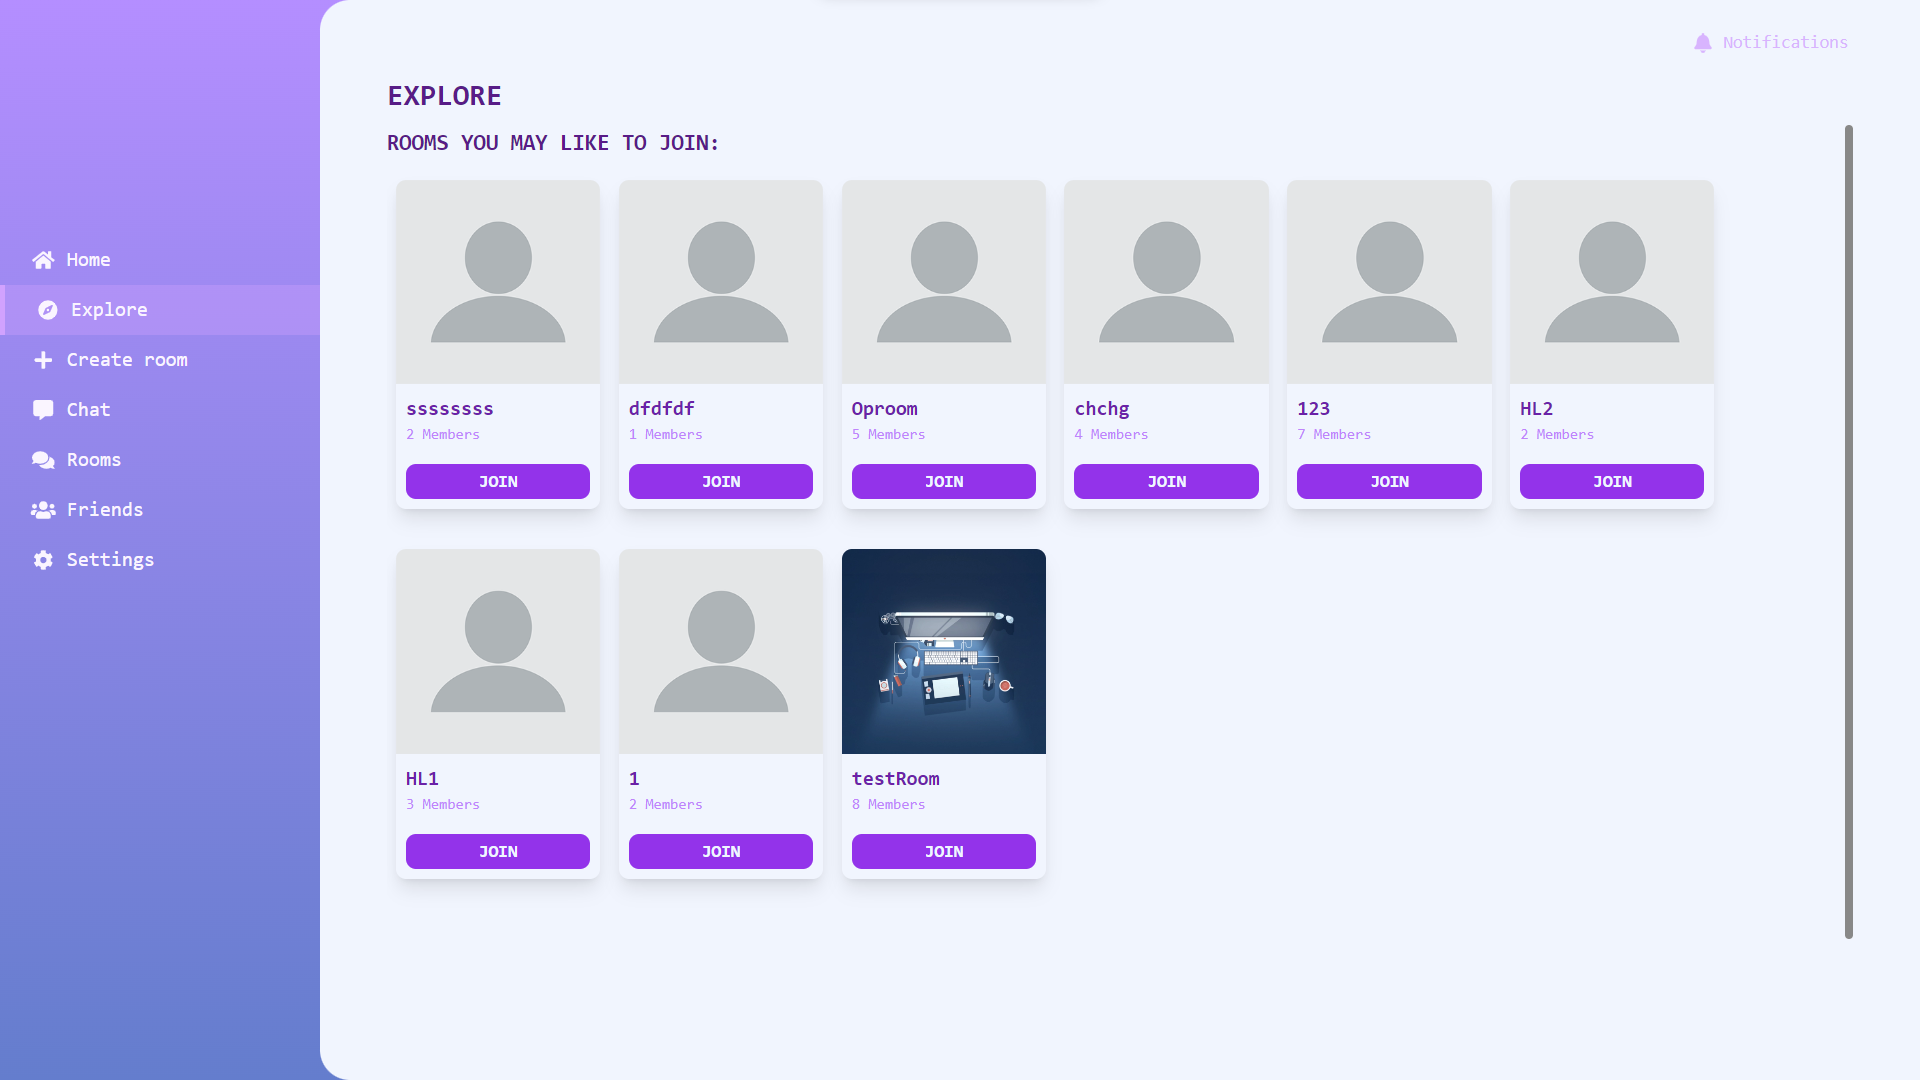 Notifications
EXPLORE
ROOMS YOU MAY LIKE TO JOIN:
Home
Explore
Create room
Chat
Rooms
Friends
Settings
ssssssss
2 Members
JOIN
dfdfdf
1 Members
JOIN
Oproom
5 Members
JOIN
chchg
4 Members
JOIN
123
7 Members
JOIN
HL2
2 Members
JOIN
HL1
3 Members
JOIN
1
2 Members
JOIN
testRoom
8 Members
JOIN